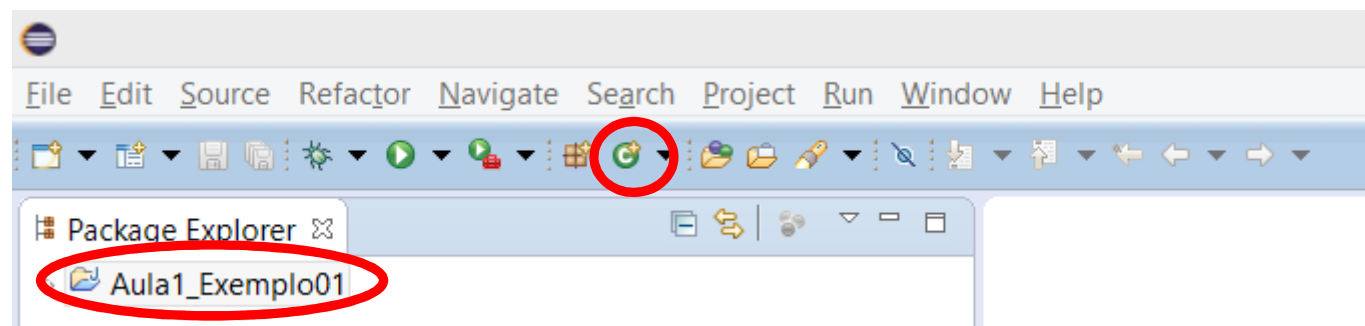 File Edit Source Refactor Navigate Search Project Run Window Help
Package Explorer
Aula1_Exemplo01